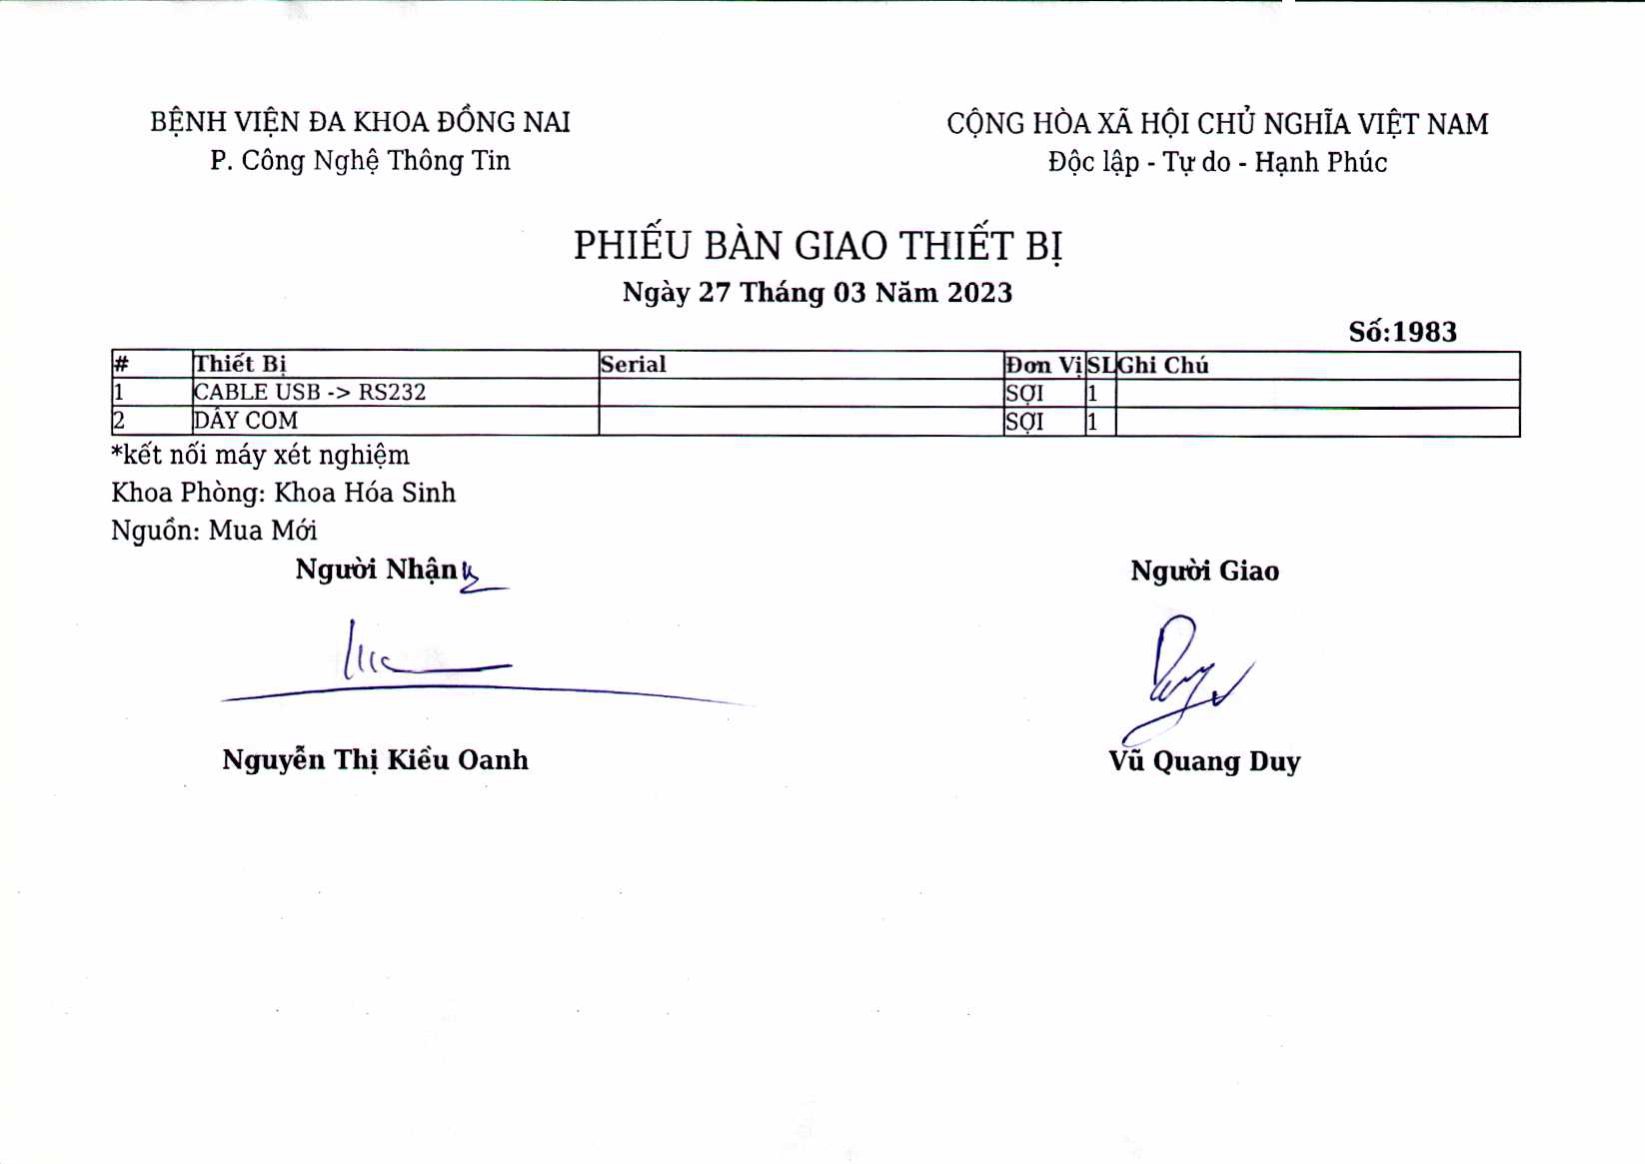 BỆNH VIỆN ĐA KHOA ĐỒNG NAI
P. Công Nghệ Thông Tin
CỘNG HÒA XÃ HỘI CHỦ NGHĨA VIỆT NAM
Độc lập - Tự do - Hạnh Phúc
PHIẾU BÀN GIAO THIẾT BỊ
Ngày 27 Tháng 03 Năm 2023
Số:1983
# Thiết Bị Serial Đơn Vị SL Ghi Chú
1 CABLE USB -> RS232 SỢI 1
2 DÂY COM SỢI 1
*kết nối máy xét nghiệm
Khoa Phòng: Khoa Hóa Sinh
Nguồn: Mua Mới
Người Nhận Người Giao
Nguyễn Thị Kiều Oanh Vũ Quang Duy